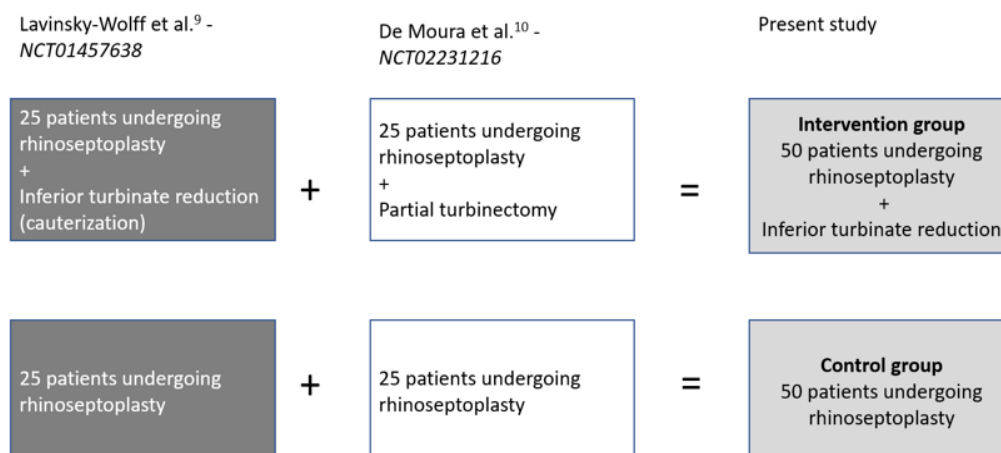 Lavinsky-Wolff et al.⁹ -
NCT01457638
De Moura et al.¹⁰ -
NCT02231216
Present study
25 patients undergoing
rhinoseptoplasty
+
Inferior turbinate reduction
(cauterization)
+
25 patients undergoing
rhinoseptoplasty
+
Partial turbinectomy
=
Intervention group
50 patients undergoing
rhinoseptoplasty
+
Inferior turbinate reduction
25 patients undergoing
rhinoseptoplasty
+
25 patients undergoing
rhinoseptoplasty
=
Control group
50 patients undergoing
rhinoseptoplasty